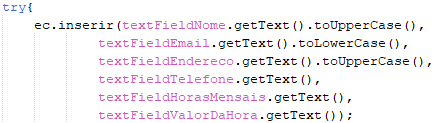 try{
ec.inserir(textFieldNome.getText().toUpperCase(),
textFieldEmail.getText().toLowerCase(),
textFieldEndereco.getText().toUpperCase(),
textFieldTelefone.getText(),
textFieldHorasMensais.getText(),
textFieldValorDaHora.getText());